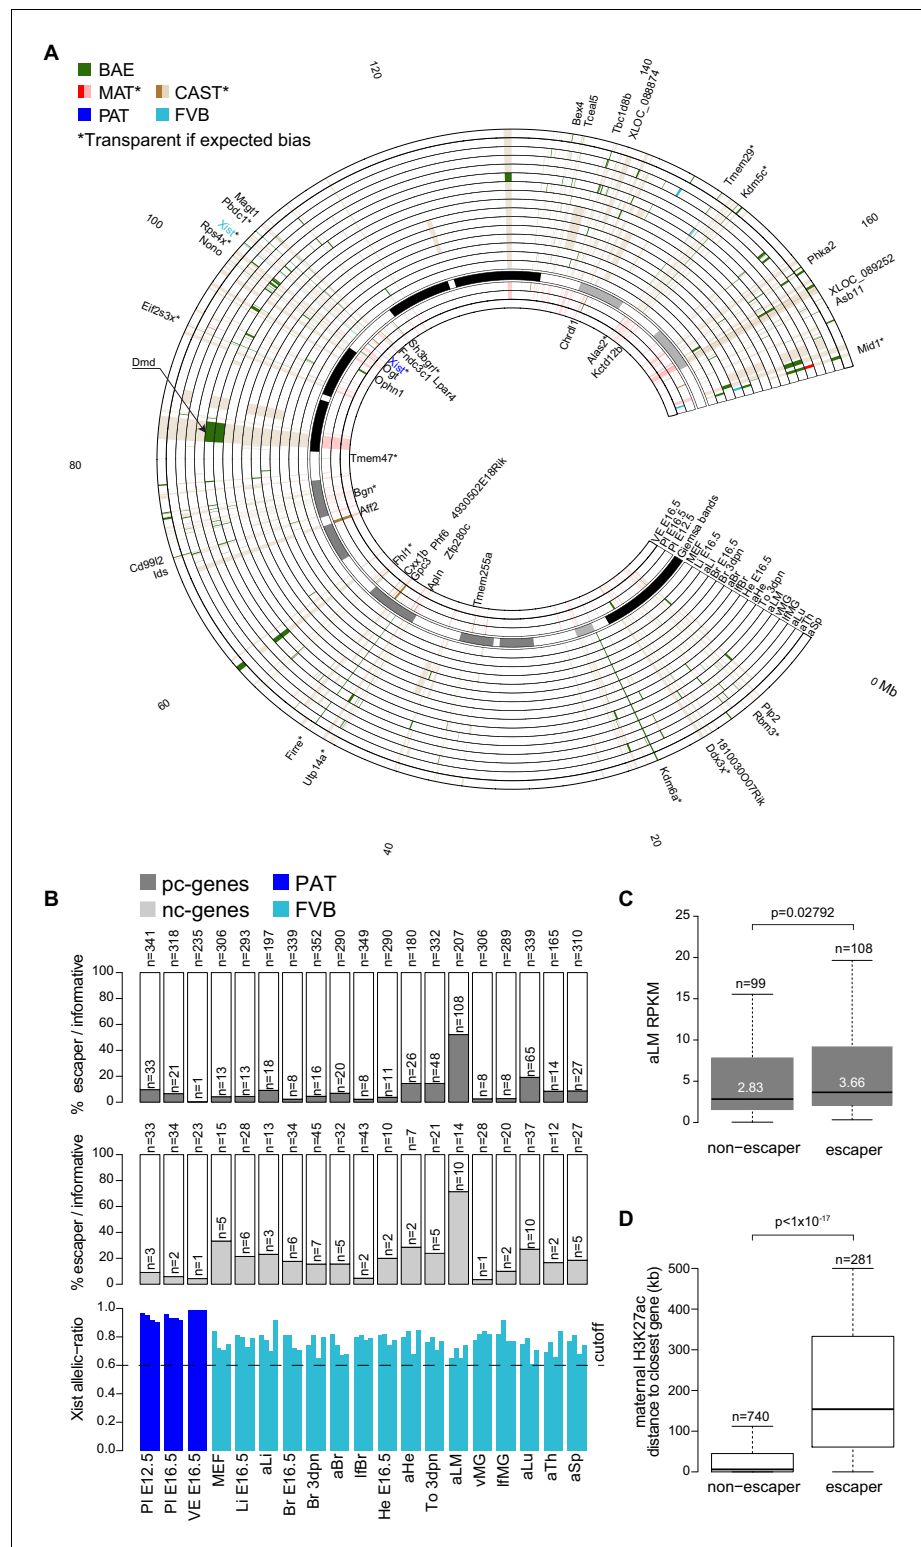 A
BAE
MAT*
CAST*
PAT
FVB
*Transparent if expected bias
120
140
160
100
80
60
40
20
0 Mb
Bex4
Tceal5
Tbc1d8b
XLOC_088874
Tmem29*
Kdm5c*
Phka2
XLOC_089252
Asb11
Mid1*
Magt1
Pbdc1*
Xist*
Rps4x*
Nono
Eif2s3x*
Dmd
Cd99l2
Ids
Firre*
Utp14a*
Kdm6a*
Ddx3x*
1810030O07Rik
Rbm3*
Plp2
Chrdl1
Alas2*
Kctd12b
Sh3bgrl*
Fndc3c1
Lpar4
Xist*
Ogt*
Ophn1
Tmem47*
Bgn*
Aff2
Fhl1*
Cxx1b
Gpc3
Phf6
4930502E18Rik
Zfp280c
Apln
Tmem255a
VE E16.5
Pl E16.5
Pl E12.5
Giemsa bands
MEF
Li E16.5
aLi
Br E16.5
Br 3dpn
aBr
lfBr
He E16.5
aHe
To 3dpn
aLM
vMG
lfMG
aLu
aTh
aSp
B
pc-genes
PAT
nc-genes
FVB
n=341
n=318
n=235
n=306
n=293
n=197
n=339
n=352
n=290
n=349
n=290
n=180
n=332
n=207
n=306
n=289
n=339
n=165
n=310
% escaper / informative
100
80
60
40
20
0
n=33
n=21
n=1
n=13
n=13
n=18
n=8
n=16
n=20
n=8
n=11
n=26
n=48
n=108
n=8
n=8
n=65
n=14
n=27
n=33
n=34
n=23
n=15
n=28
n=13
n=34
n=45
n=32
n=43
n=10
n=7
n=21
n=14
n=28
n=20
n=37
n=12
n=27
% escaper / informative
100
80
60
40
20
0
n=3
n=2
n=1
n=5
n=6
n=3
n=6
n=7
n=5
n=2
n=2
n=2
n=5
n=10
n=1
n=2
n=10
n=2
n=5
Xist allelic-ratio
1.0
0.8
0.6
0.4
0.2
0.0
cutoff
Pl E12.5
Pl E16.5
VE E16.5
MEF
Li E16.5
aLi
Br E16.5
Br 3dpn
aBr
lfBr
He E16.5
aHe
To 3dpn
aLM
vMG
lfMG
aLu
aTh
aSp
C
p=0.02792
aLM RPKM
25
20
15
10
5
0
n=99
n=108
2.83
3.66
non-escaper
escaper
D
p<1x10-17
maternal H3K27ac
distance to closest gene (kb)
500
400
300
200
100
0
n=740
n=281
non-escaper
escaper